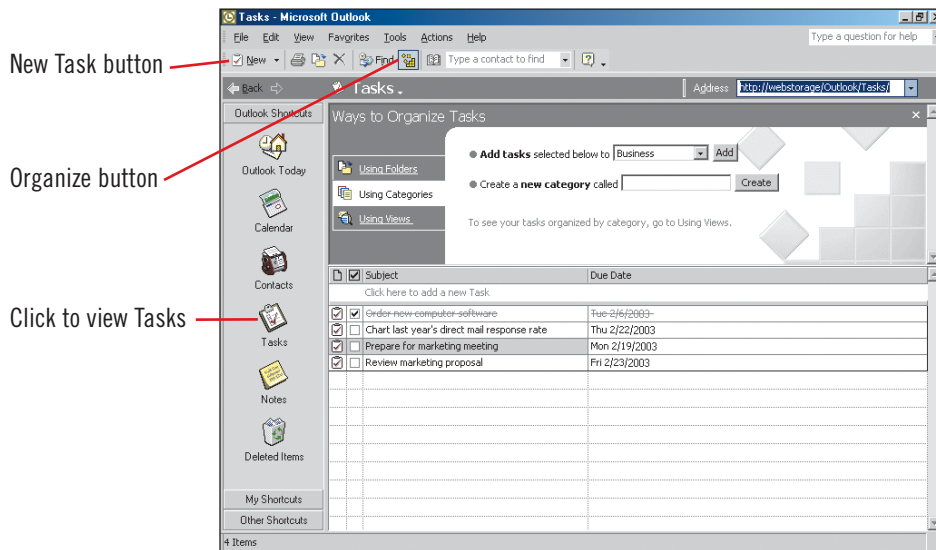 Tasks - Microsoft Outlook
File Edit View Favorites Tools Actions Help
Type a question for help
New Task button
New
Find
Type a contact to find
Back
Tasks
Address
http://webstorage/Outlook/Tasks/
Outlook Shortcuts
Ways to Organize Tasks
Outlook Today
Organize button
Using Folders
Using Categories
Using Views
Add tasks selected below to Business Add
Create a new category called Create
To see your tasks organized by category, go to Using Views.
Calendar
Contacts
Subject Due Date
Click here to add a new Task
Order new computer software Tue 2/6/2003
Chart last year's direct mail response rate Thu 2/22/2003
Prepare for marketing meeting Mon 2/19/2003
Review marketing proposal Fri 2/23/2003
Click to view Tasks
Tasks
Notes
Deleted Items
My Shortcuts
Other Shortcuts
4 Items